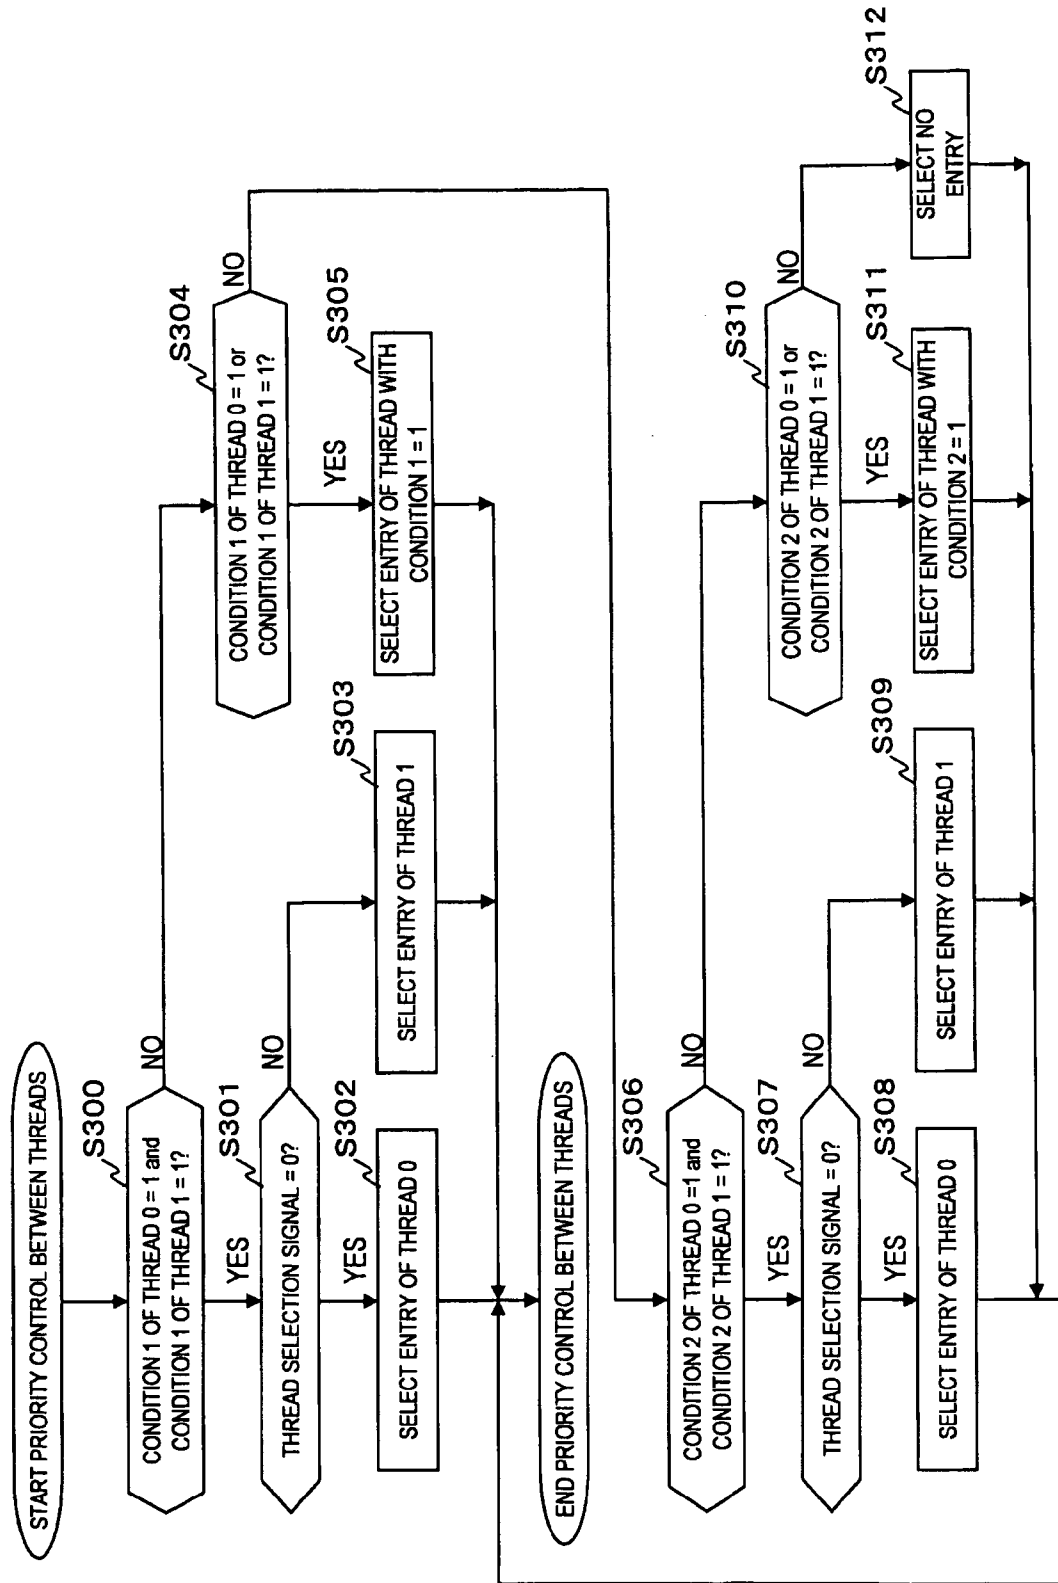 START PRIORITY CONTROL BETWEEN THREADS
S300
CONDITION 1 OF THREAD 0 = 1 and
CONDITION 1 OF THREAD 1 = 1?
NO
YES
S301
THREAD SELECTION SIGNAL = 0?
NO
YES
S302
SELECT ENTRY OF THREAD 0
S303
SELECT ENTRY OF THREAD 1
S304
CONDITION 1 OF THREAD 0 = 1 or
CONDITION 1 OF THREAD 1 = 1?
NO
YES
S305
SELECT ENTRY OF THREAD WITH
CONDITION 1 = 1
END PRIORITY CONTROL BETWEEN THREADS
S306
CONDITION 2 OF THREAD 0 =1 and
CONDITION 2 OF THREAD 1 = 1?
NO
YES
S307
THREAD SELECTION SIGNAL = 0?
NO
YES
S308
SELECT ENTRY OF THREAD 0
S309
SELECT ENTRY OF THREAD 1
S310
CONDITION 2 OF THREAD 0 = 1 or
CONDITION 2 OF THREAD 1 = 1?
NO
YES
S311
SELECT ENTRY OF THREAD WITH
CONDITION 2 = 1
S312
SELECT NO
ENTRY